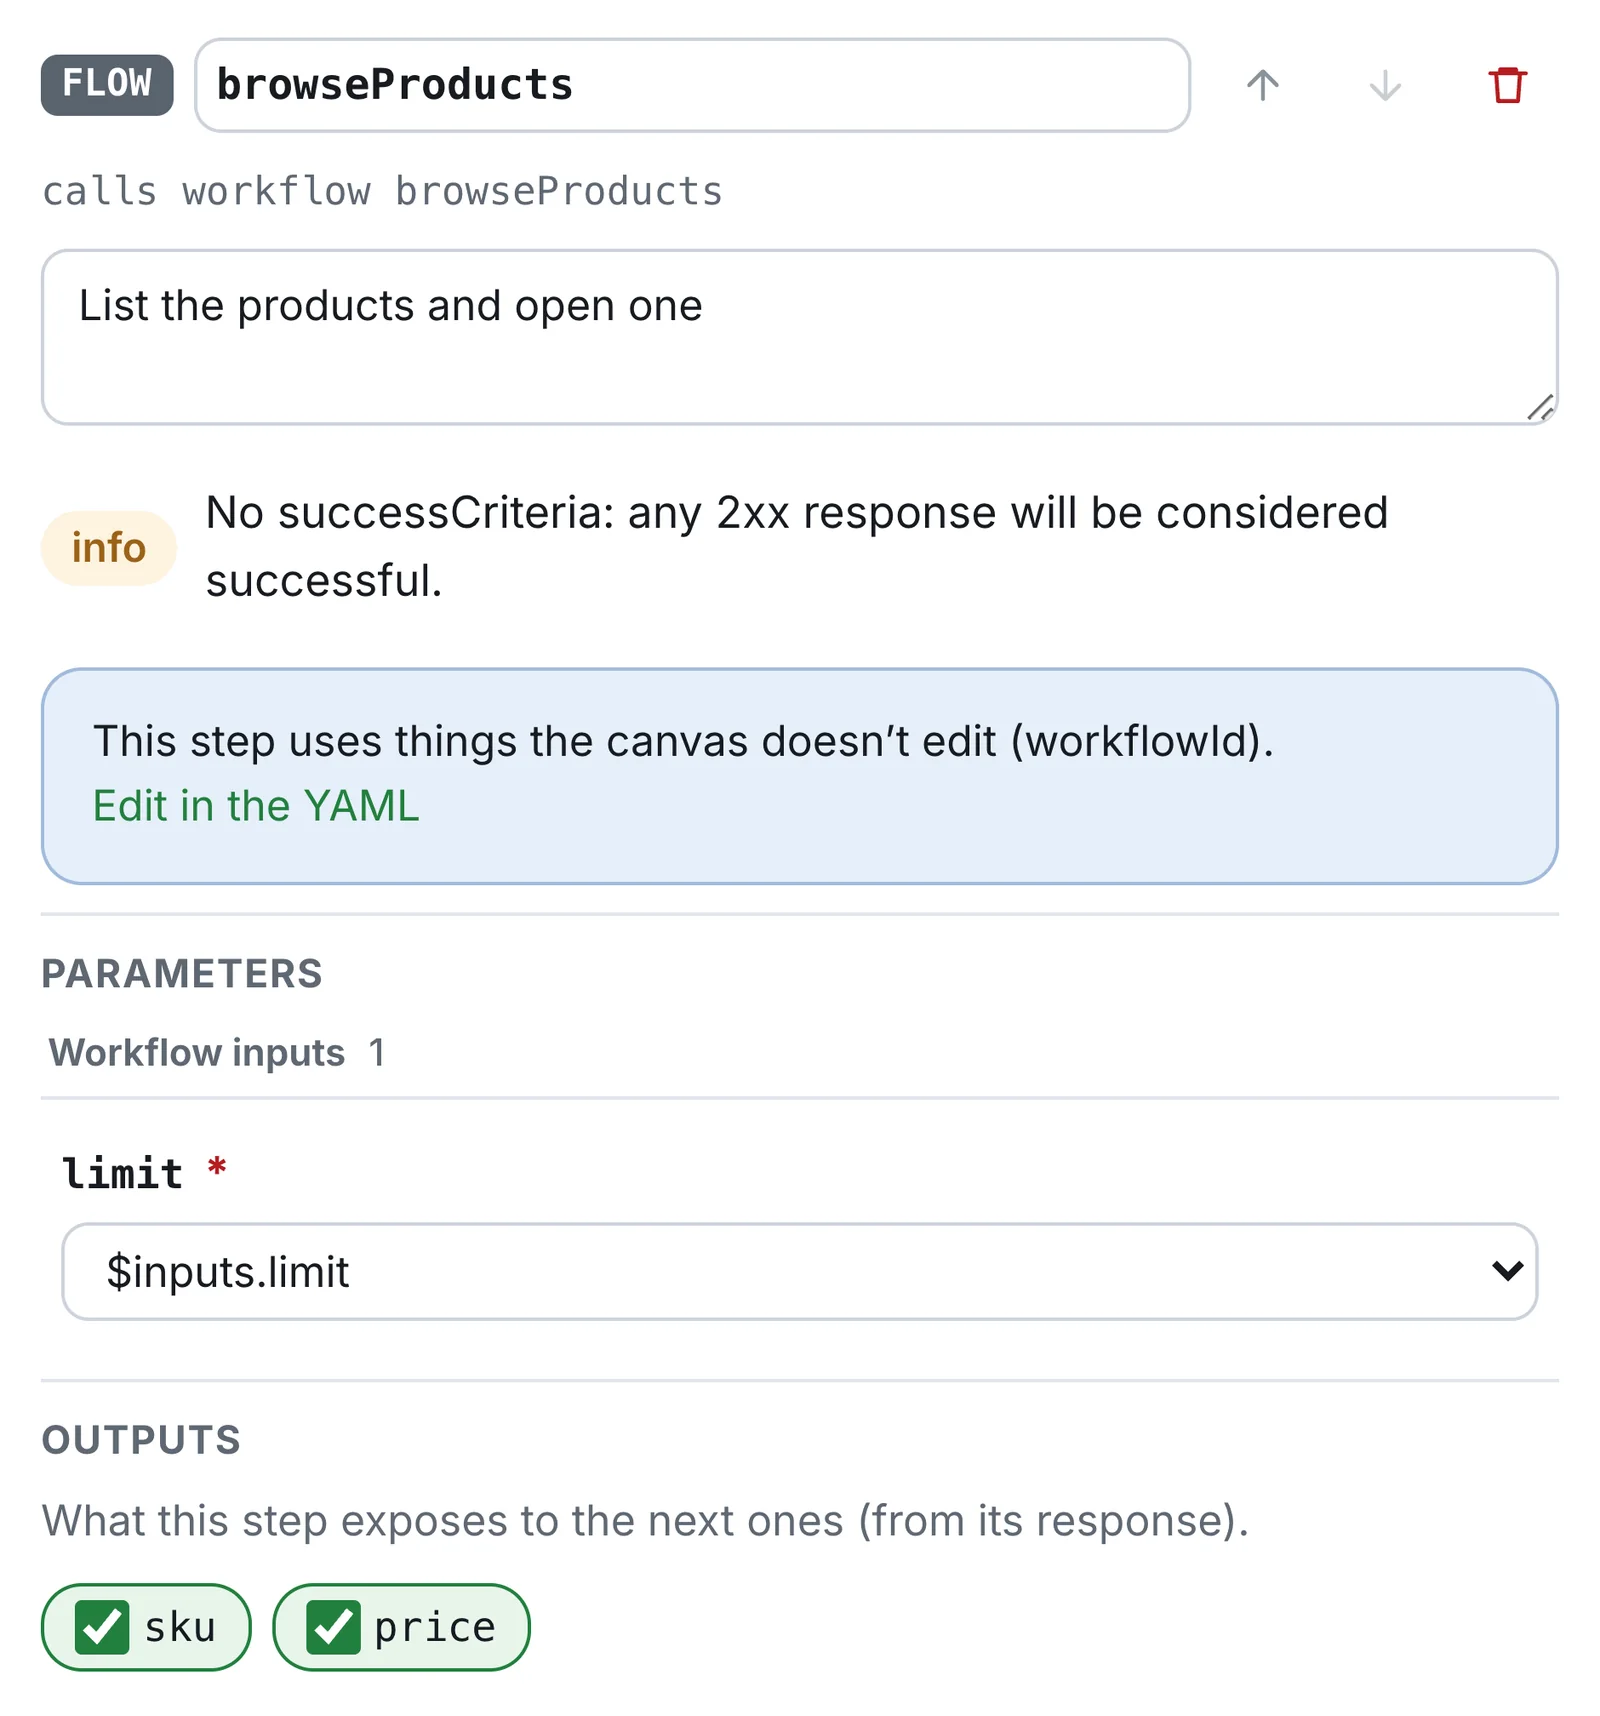 FLOW browseProducts
calls workflow browseProducts
List the products and open one
info No successCriteria: any 2xx response will be considered
successful.
This step uses things the canvas doesn’t edit (workflowId).
Edit in the YAML
PARAMETERS
Workflow inputs 1
limit *
$inputs.limit
OUTPUTS
What this step exposes to the next ones (from its response).
sku price